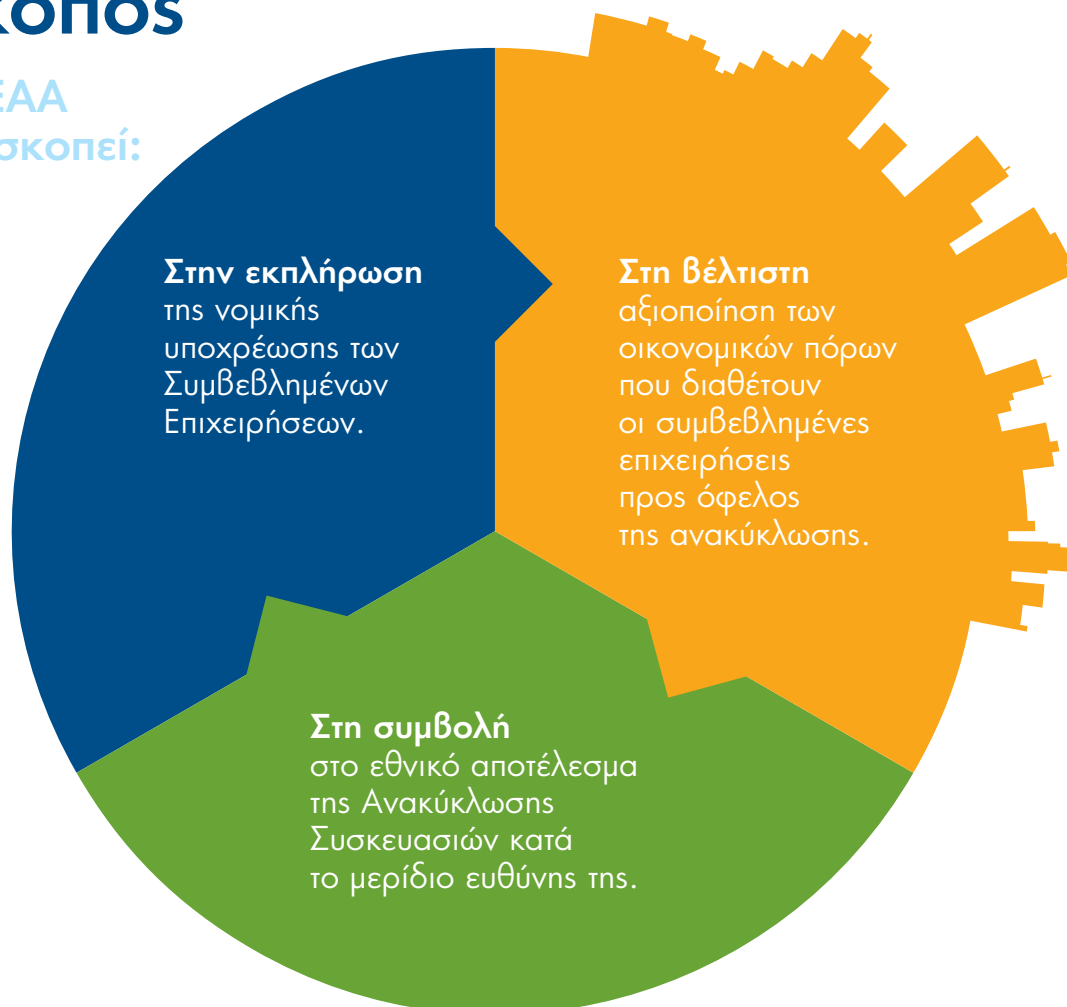 κοπός
ΕΑΑ
σκοπεί:
Στην εκπλήρωση
της νομικής
υποχρέωσης των
Συμβεβλημένων
Επιχειρήσεων.
Στη βέλτιστη
αξιοποίηση των
οικονομικών πόρων
που διαθέτουν
οι συμβεβλημένες
επιχειρήσεις
προς όφελος
της ανακύκλωσης.
Στη συμβολή
στο εθνικό αποτέλεσμα
της Ανακύκλωσης
Συσκευασιών κατά
το μερίδιο ευθύνης της.